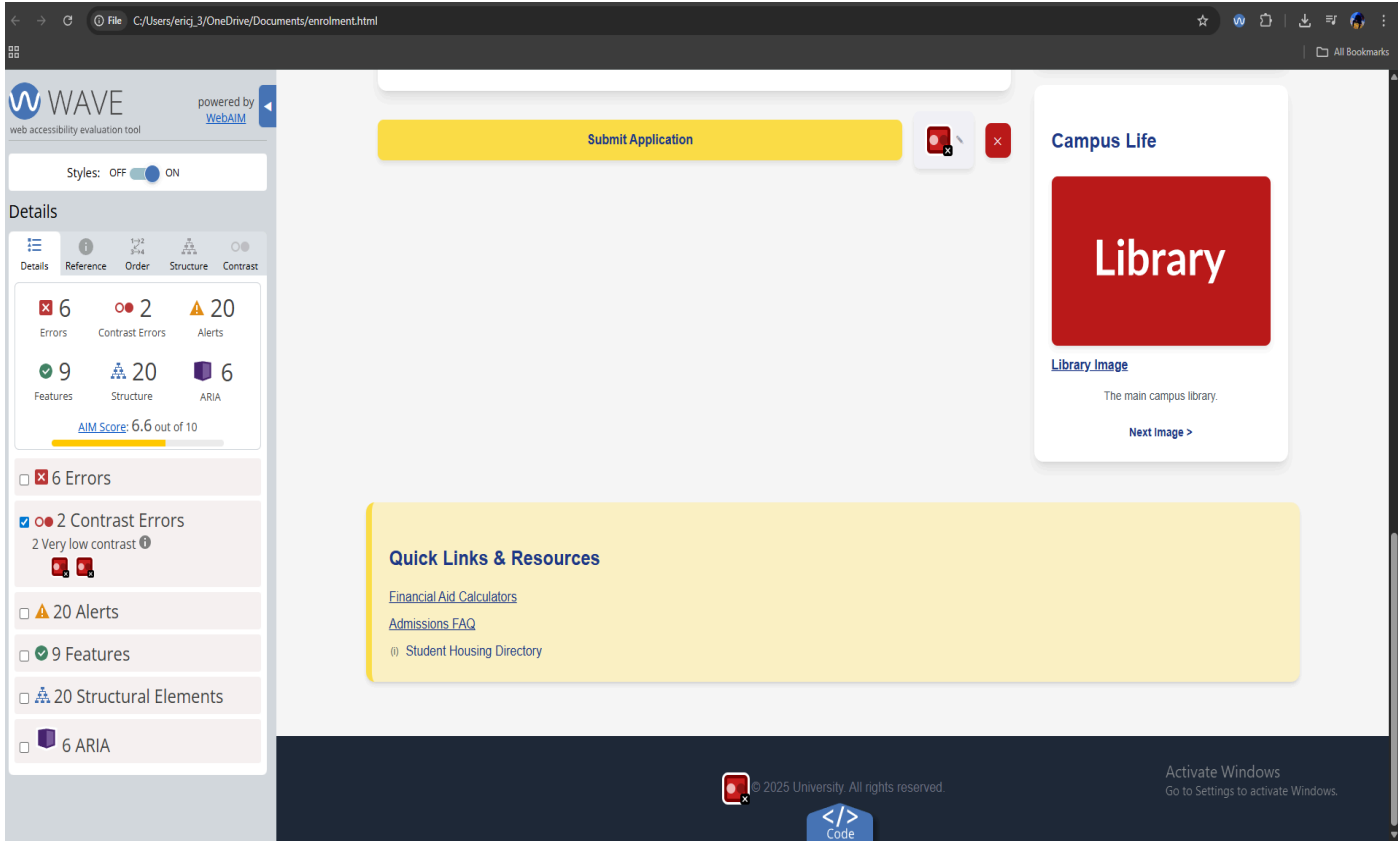 File
C:/Users/ericj_3/OneDrive/Documents/enrolment.html
All Bookmarks
WAVE
web accessibility evaluation tool
powered by
WebAIM
Styles: OFF ON
Details
Details Reference Order Structure Contrast
6 2 20
Errors Contrast Errors Alerts
9 20 6
Features Structure ARIA
AIM Score: 6.6 out of 10
6 Errors
2 Contrast Errors
2 Very low contrast
20 Alerts
9 Features
20 Structural Elements
6 ARIA
Submit Application
×
Campus Life
Library
Library Image
The main campus library.
Next Image >
Quick Links & Resources
Financial Aid Calculators
Admissions FAQ
(i) Student Housing Directory
© 2025 University. All rights reserved.
</>
Code
Activate Windows
Go to Settings to activate Windows.